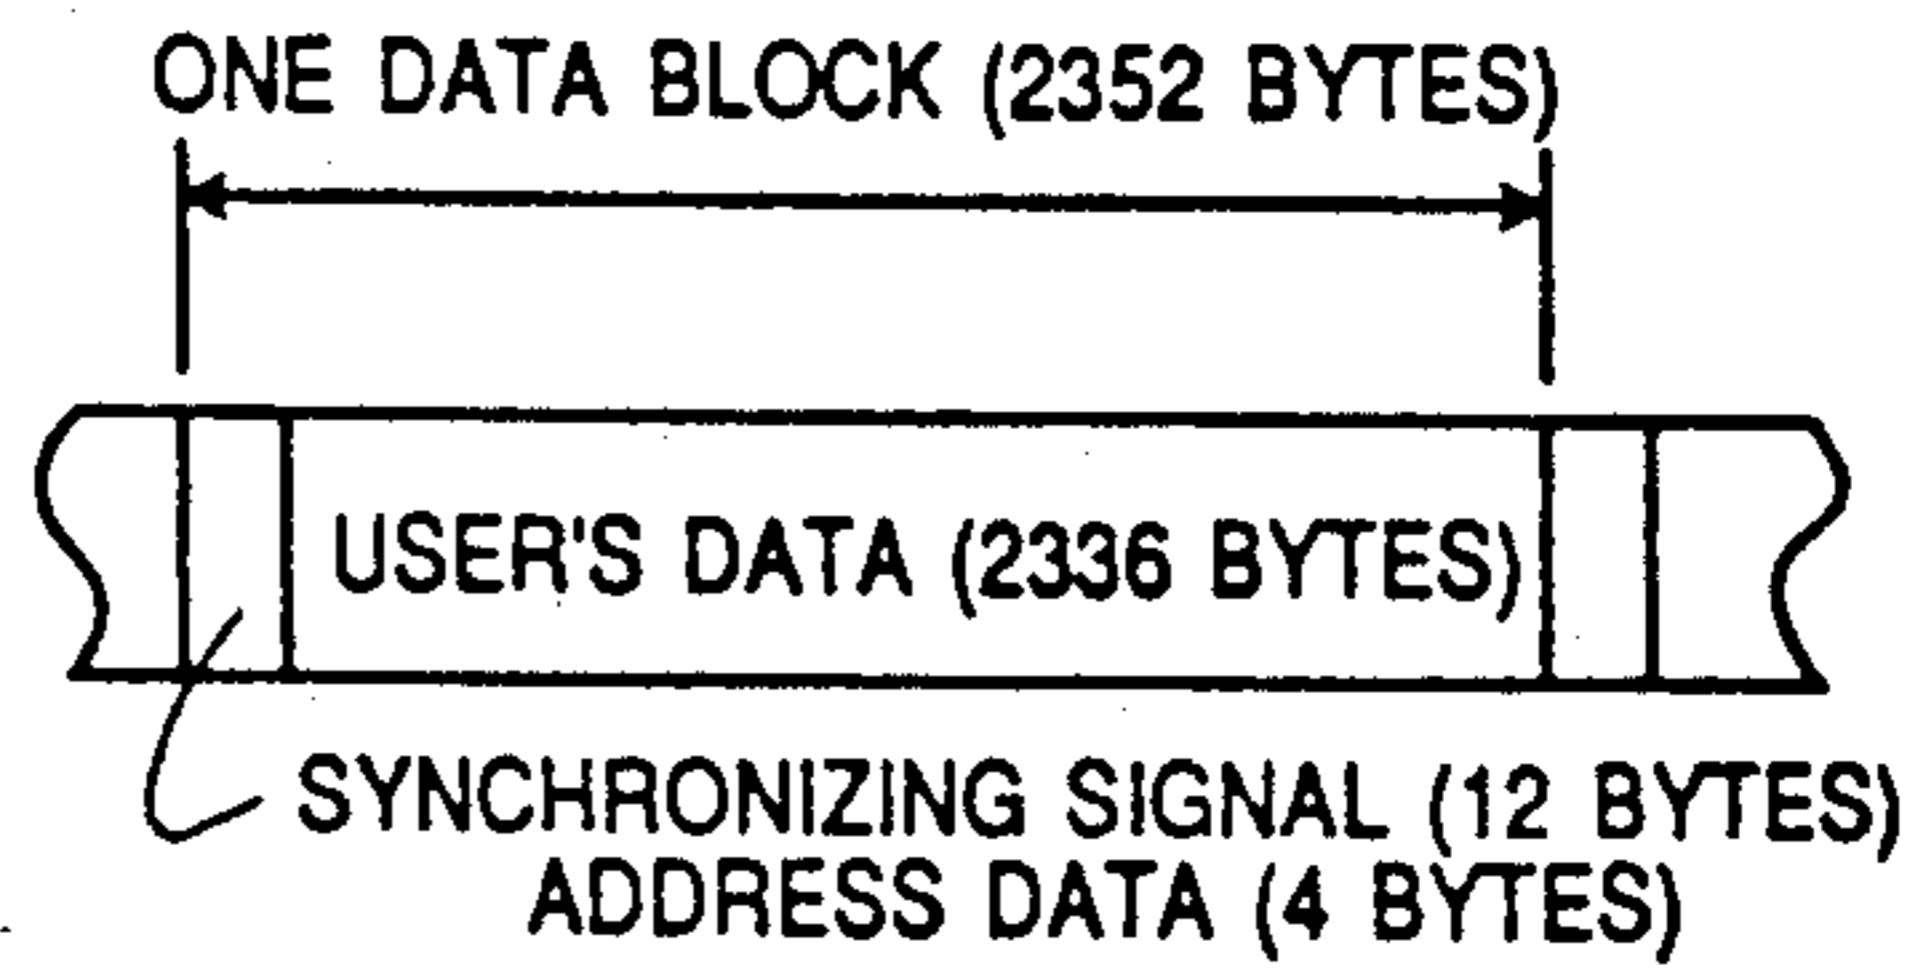 ONE DATA BLOCK (2352 BYTES)
USER'S DATA (2336 BYTES)
SYNCHRONIZING SIGNAL (12 BYTES)
ADDRESS DATA (4 BYTES)